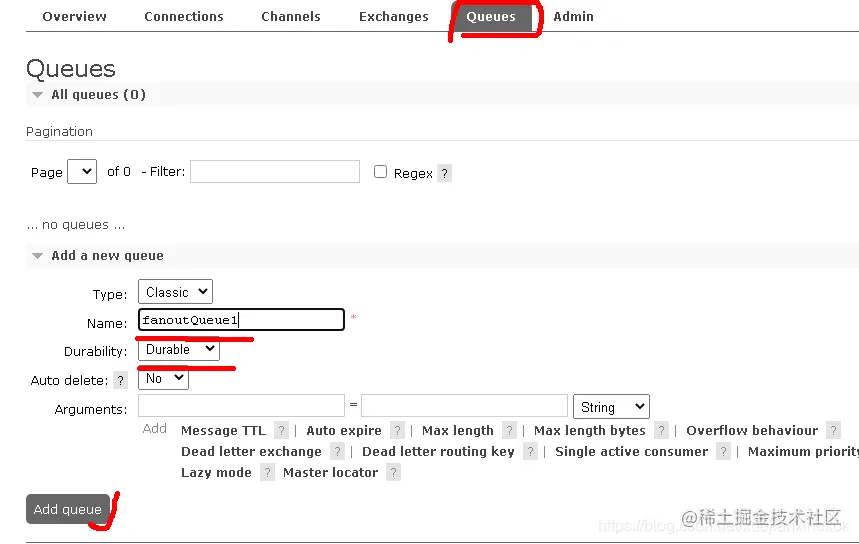 Overview Connections Channels Exchanges Queues Admin
Queues
All queues (0)
Pagination
Page of 0 - Filter: Regex ?
... no queues ...
Add a new queue
Type: Classic
Name: fanoutQueue1 *
Durability: Durable
Auto delete: ? No
Arguments: = String
Add Message TTL ? | Auto expire ? | Max length ? | Max length bytes ? | Overflow behaviour ?
Dead letter exchange ? | Dead letter routing key ? | Single active consumer ? | Maximum priority
Lazy mode ? Master locator ?
Add queue
@稀土掘金技术社区